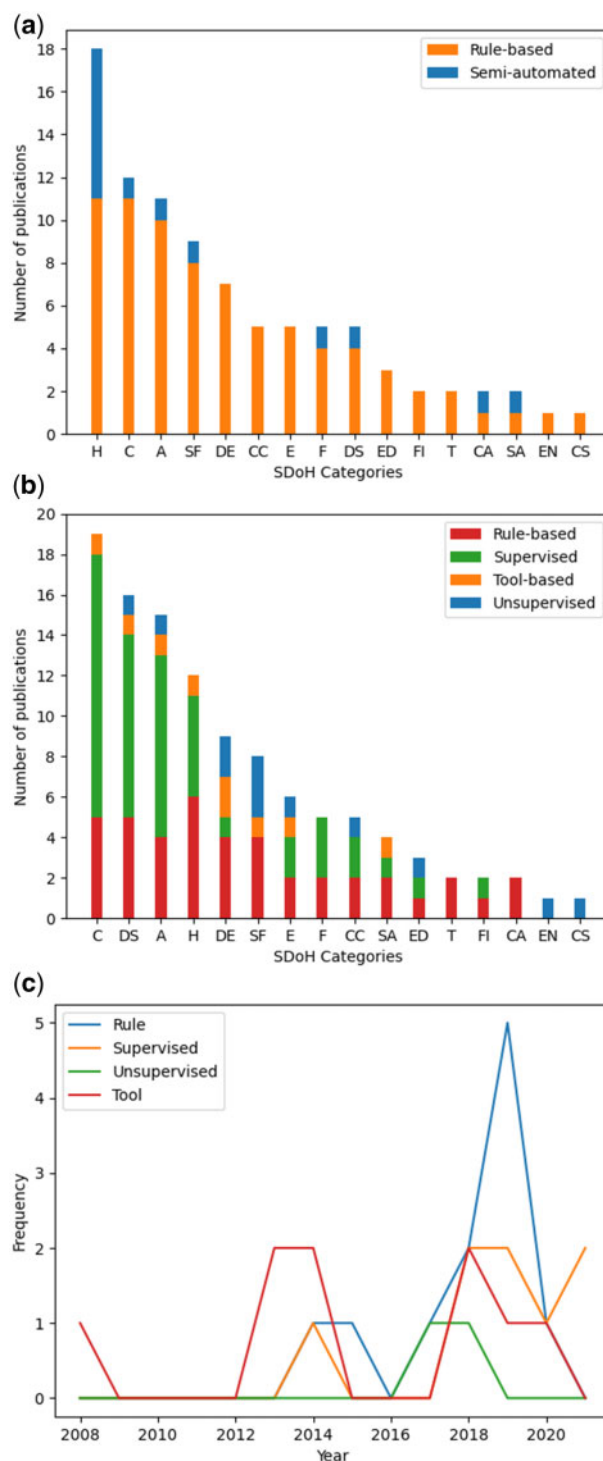 (a)
18
16
14
12
10
8
6
4
2
0
Number of publications
Rule-based
Semi-automated
H C A SF DE CC E F DS ED FI T CA SA EN CS
SDoH Categories
(b)
20
18
16
14
12
10
8
6
4
2
0
Number of publications
Rule-based
Supervised
Tool-based
Unsupervised
C DS A H DE SF E F CC SA ED T FI CA EN CS
SDoH Categories
(c)
5
4
3
2
1
0
Frequency
Rule
Supervised
Unsupervised
Tool
2008 2010 2012 2014 2016 2018 2020
Year